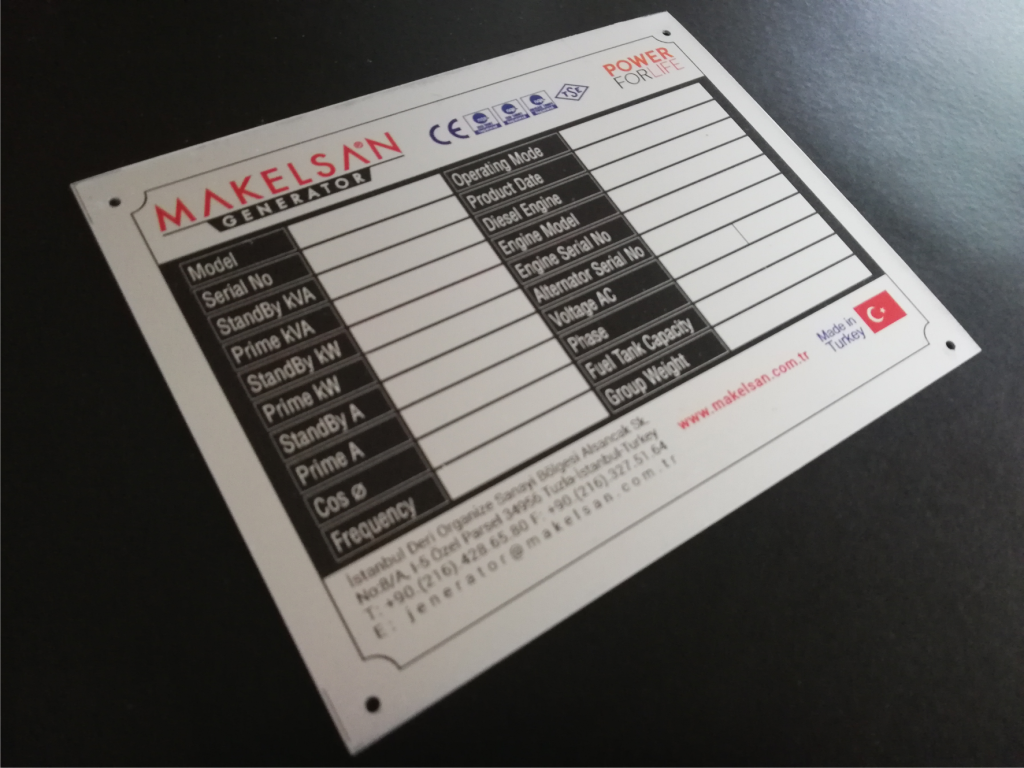 MAKELSAN®
GENERATOR
CE
TSE
POWER
FORLIFE
Model
Serial No
StandBy KVA
Prime KVA
StandBy KW
Prime KW
StandBy A
Prime A
Cos ø
Frequency
Operating Mode
Product Date
Diesel Engine
Engine Model
Engine Serial No
Alternator Serial No
Voltage AC
Phase
Fuel Tank Capacity
Group Weight
İstanbul Deri Organize Sanayi Bölgesi Alsancak Sk.
No:8/A, I-5 Özel Parsel 34956 Tuzla-İstanbul-Turkey
T: +90.(216).428.65.80 F: +90.(216).327.51.64
E: jenerator@makelsan.com.tr
www.makelsan.com.tr
Made in
Turkey